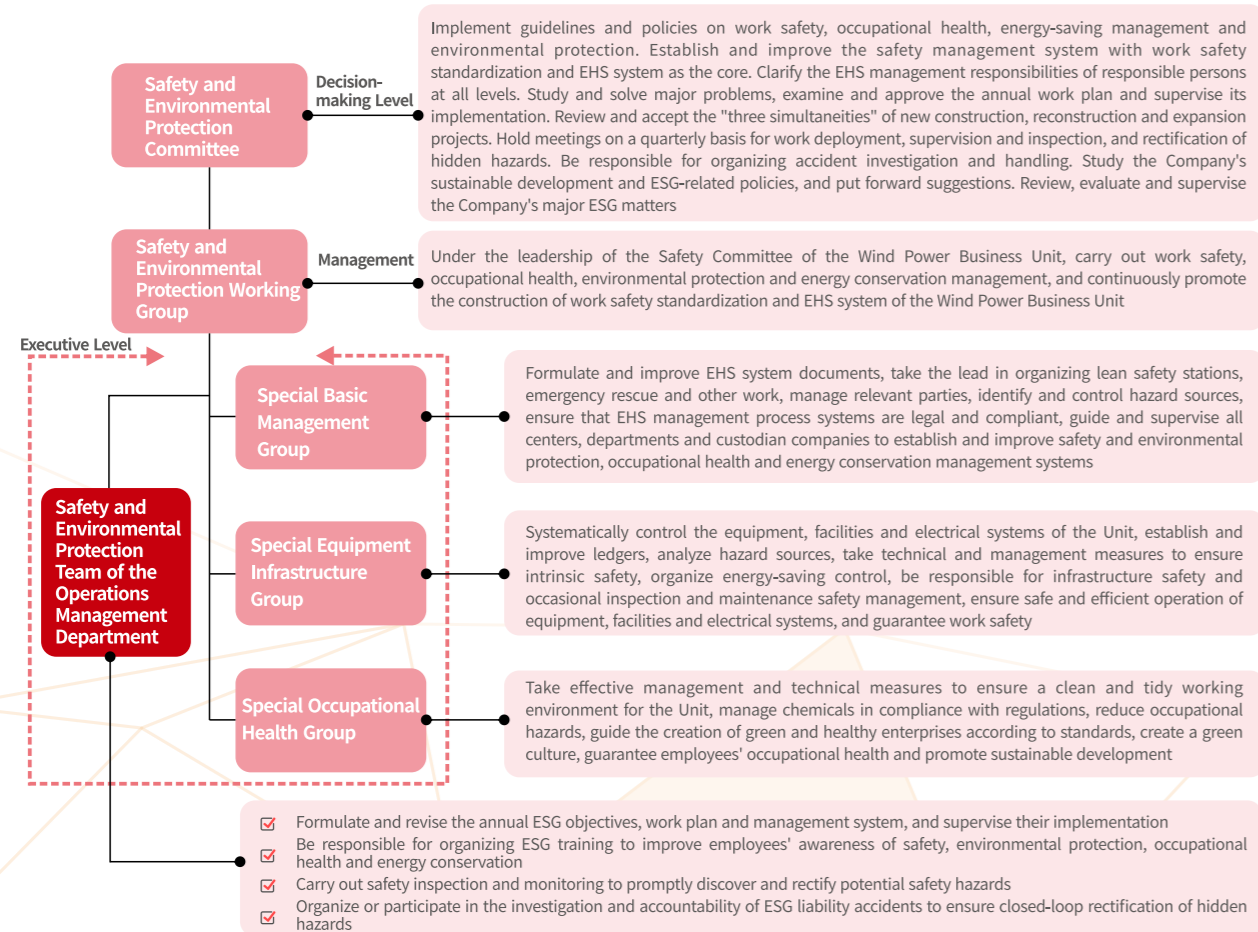 Safety and
Environmental
Protection
Committee
Decision-
making Level
Implement guidelines and policies on work safety, occupational health, energy-saving management and
environmental protection. Establish and improve the safety management system with work safety
standardization and EHS system as the core. Clarify the EHS management responsibilities of responsible persons
at all levels. Study and solve major problems, examine and approve the annual work plan and supervise its
implementation. Review and accept the "three simultaneities" of new construction, reconstruction and expansion
projects. Hold meetings on a quarterly basis for work deployment, supervision and inspection, and rectification of
hidden hazards. Be responsible for organizing accident investigation and handling. Study the Company's
sustainable development and ESG-related policies, and put forward suggestions. Review, evaluate and supervise
the Company's major ESG matters
Safety and
Environmental
Protection Working
Group
Management
Under the leadership of the Safety Committee of the Wind Power Business Unit, carry out work safety,
occupational health, environmental protection and energy conservation management, and continuously promote
the construction of work safety standardization and EHS system of the Wind Power Business Unit
Executive Level
Special Basic
Management
Group
Formulate and improve EHS system documents, take the lead in organizing lean safety stations,
emergency rescue and other work, manage relevant parties, identify and control hazard sources,
ensure that EHS management process systems are legal and compliant, guide and supervise all
centers, departments and custodian companies to establish and improve safety and environmental
protection, occupational health and energy conservation management systems
Safety and
Environmental
Protection
Team of the
Operations
Management
Department
Special Equipment
Infrastructure
Group
Systematically control the equipment, facilities and electrical systems of the Unit, establish and
improve ledgers, analyze hazard sources, take technical and management measures to ensure
intrinsic safety, organize energy-saving control, be responsible for infrastructure safety and
occasional inspection and maintenance safety management, ensure safe and efficient operation of
equipment, facilities and electrical systems, and guarantee work safety
Special Occupational
Health Group
Take effective management and technical measures to ensure a clean and tidy working
environment for the Unit, manage chemicals in compliance with regulations, reduce occupational
hazards, guide the creation of green and healthy enterprises according to standards, create a green
culture, guarantee employees' occupational health and promote sustainable development
Formulate and revise the annual ESG objectives, work plan and management system, and supervise their implementation
Be responsible for organizing ESG training to improve employees' awareness of safety, environmental protection, occupational
health and energy conservation
Carry out safety inspection and monitoring to promptly discover and rectify potential safety hazards
Organize or participate in the investigation and accountability of ESG liability accidents to ensure closed-loop rectification of hidden
hazards